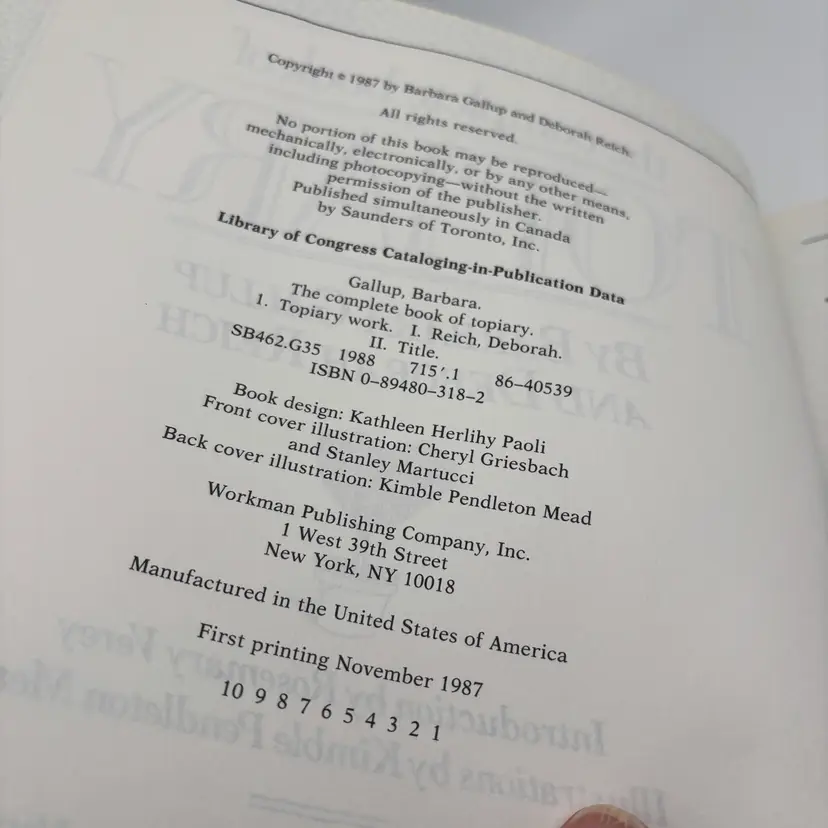 Copyright © 1987 by Barbara Gallup and Deborah Reich.
All rights reserved.
No portion of this book may be reproduced—
mechanically, electronically, or by any other means,
including photocopying—without the written
permission of the publisher.
Published simultaneously in Canada
by Saunders of Toronto, Inc.
Library of Congress Cataloging-in-Publication Data
Gallup, Barbara.
The complete book of topiary.
1. Topiary work. I. Reich, Deborah.
II. Title.
SB462.G35 1988 715′.1 86–40539
ISBN 0–89480–318–2
Book design: Kathleen Herlihy Paoli
Front cover illustration: Cheryl Griesbach
and Stanley Martucci
Back cover illustration: Kimble Pendleton Mead
Workman Publishing Company, Inc.
1 West 39th Street
New York, NY 10018
Manufactured in the United States of America
First printing November 1987
10 9 8 7 6 5 4 3 2 1